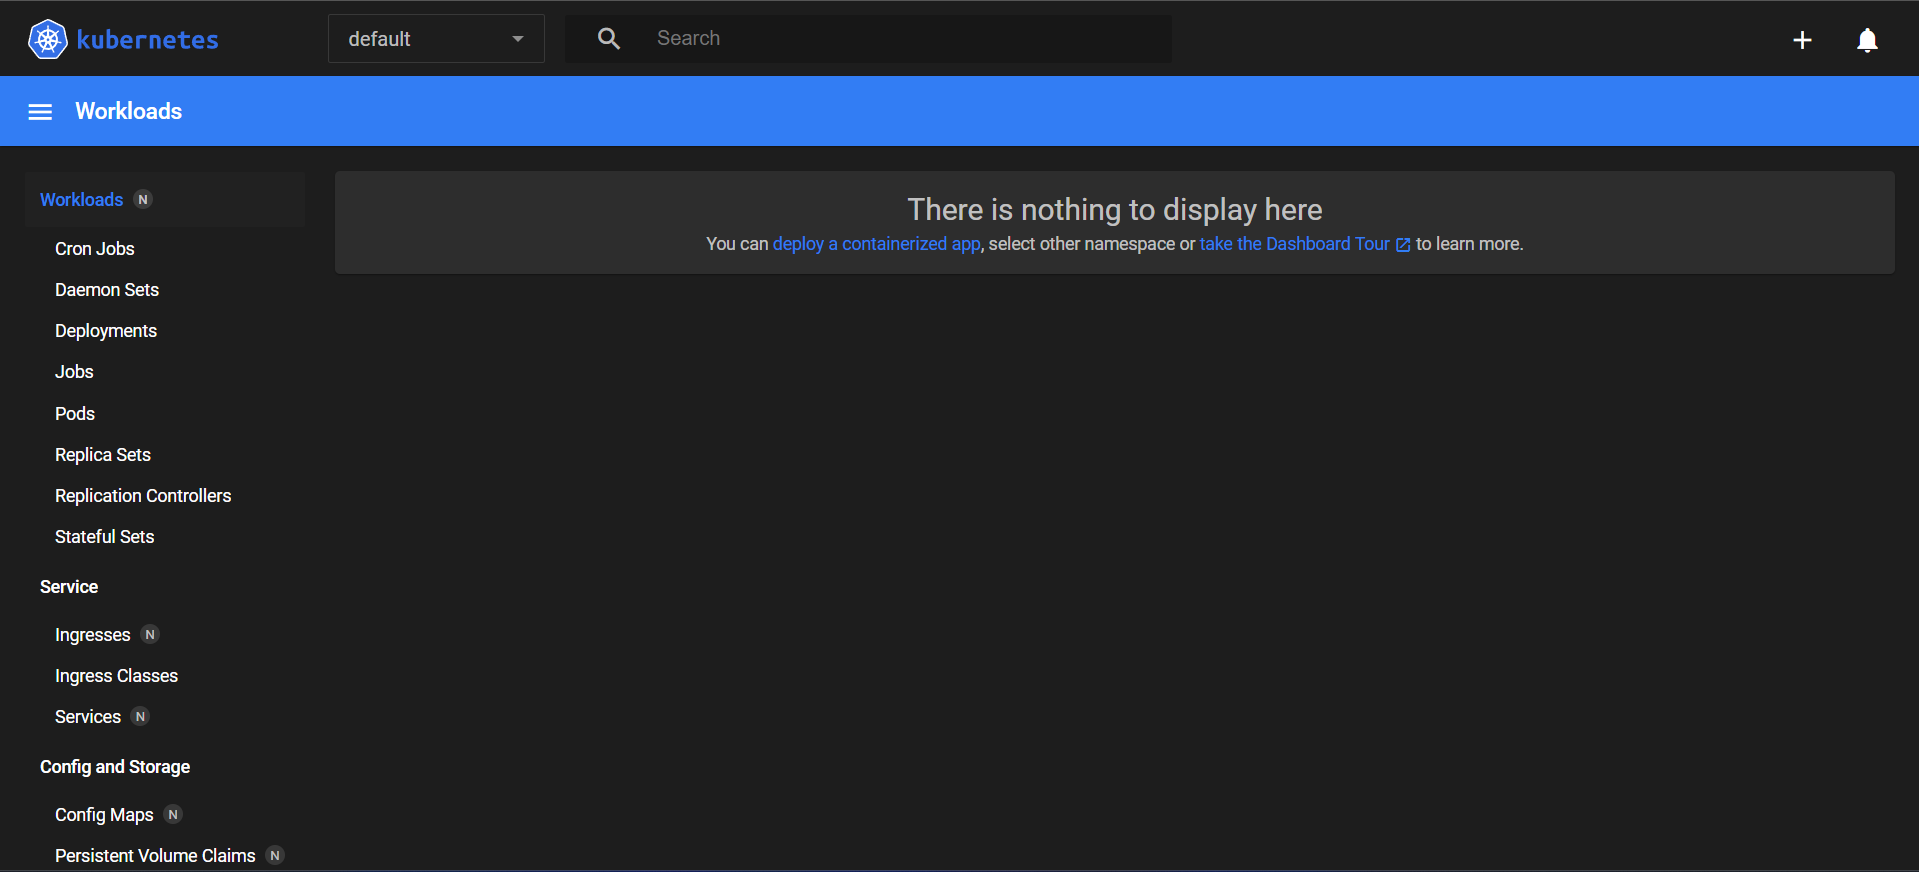 kubernetes
default
Search
Workloads
Workloads N
Cron Jobs
Daemon Sets
Deployments
Jobs
Pods
Replica Sets
Replication Controllers
Stateful Sets
Service
Ingresses N
Ingress Classes
Services N
Config and Storage
Config Maps N
Persistent Volume Claims N
There is nothing to display here
You can deploy a containerized app, select other namespace or take the Dashboard Tour to learn more.